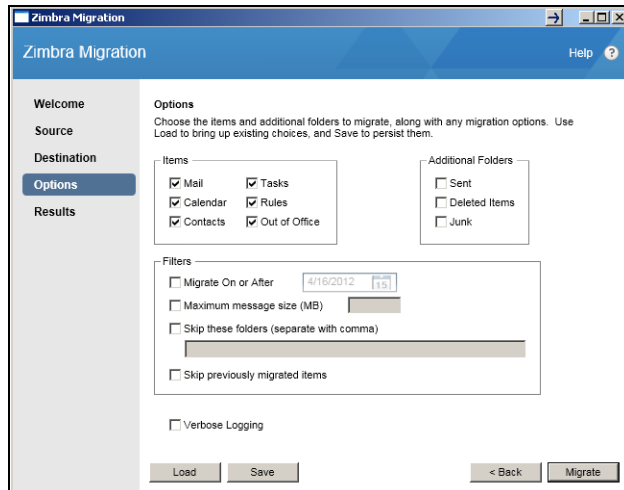 Zimbra Migration
Zimbra Migration
Help ?
Welcome
Source
Destination
Options
Results
Options
Choose the items and additional folders to migrate, along with any migration options. Use
Load to bring up existing choices, and Save to persist them.
Items
Mail
Tasks
Calendar
Rules
Contacts
Out of Office
Additional Folders
Sent
Deleted Items
Junk
Filters
Migrate On or After
4/16/2012
15
Maximum message size (MB)
Skip these folders (separate with comma)
Skip previously migrated items
Verbose Logging
Load
Save
< Back
Migrate